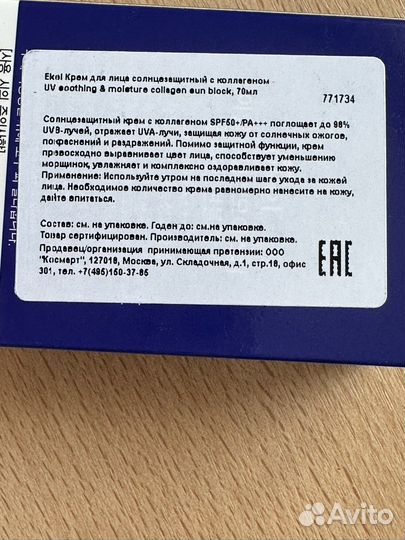 Ekel Крем для лица солнцезащитный с коллагеном
UV soothing & moisture collagen sun block, 70мл
771734
Солнцезащитный крем с коллагеном SPF50+/PA+++ поглощает до 98%
UVB-лучей, отражает UVA-лучи, защищая кожу от солнечных ожогов,
покраснений и раздражений. Помимо защитной функции, крем
превосходно выравнивает цвет лица, способствует уменьшению
морщинок, увлажняет и комплексно оздоравливает кожу.
Применение: Используйте утром на последнем шаге ухода за кожей
лица. Необходимое количество крема равномерно нанесите на кожу,
дайте впитаться.
Состав: см. на упаковке. Годен до: см.на упаковке.
Товар сертифицирован. Производитель: см. на упаковке.
Продавец/организация принимающая претензии: ООО
"Космарт", 127018, Москва, ул. Складочная, д.1, стр.18, офис
301, тел. +7(495)150-37-85
EAC
Avito